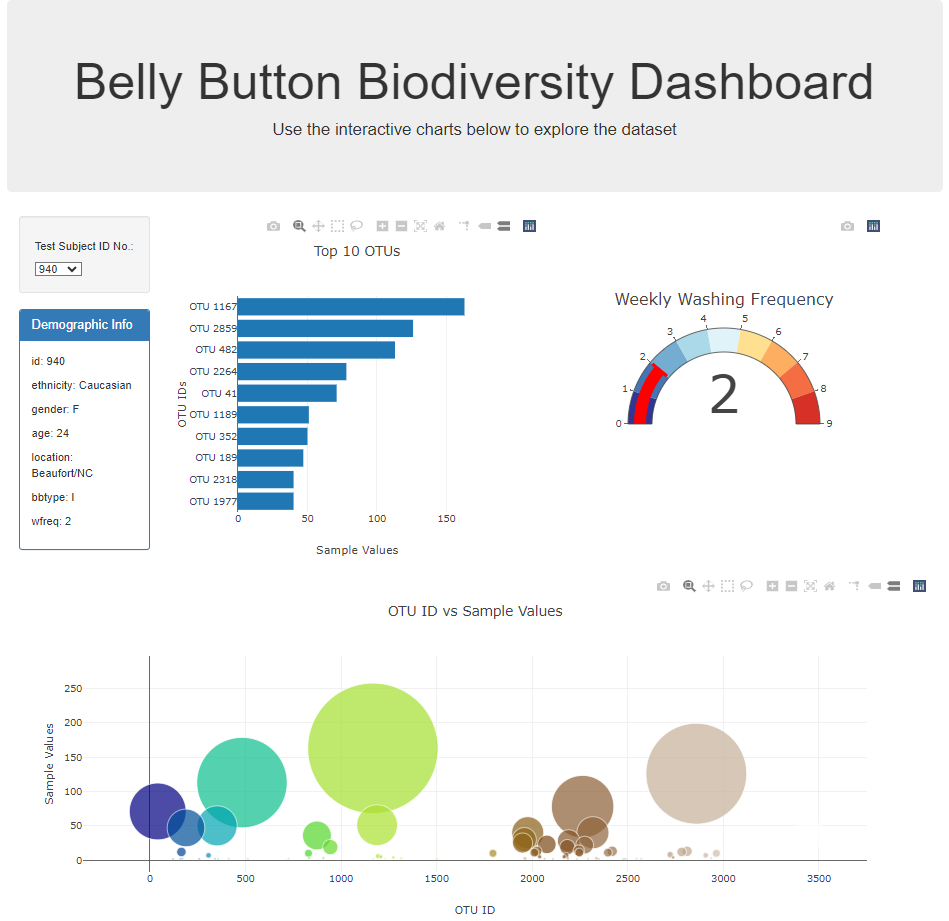 Belly Button Biodiversity Dashboard
Use the interactive charts below to explore the dataset
Test Subject ID No.:
940
Demographic Info
id: 940
ethnicity: Caucasian
gender: F
age: 24
location:
Beaufort/NC
bbtype: I
wfreq: 2
Top 10 OTUs
OTU IDs
OTU 1167
OTU 2859
OTU 482
OTU 2264
OTU 41
OTU 1189
OTU 352
OTU 189
OTU 2318
OTU 1977
0 50 100 150
Sample Values
Weekly Washing Frequency
0 1 2 3 4 5 6 7 8 9
2
OTU ID vs Sample Values
Sample Values
250
200
150
100
50
0
0 500 1000 1500 2000 2500 3000 3500
OTU ID